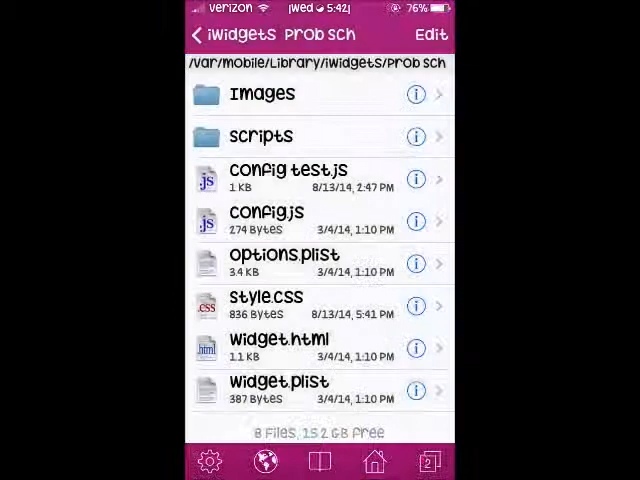 verizon |Wed 5:42| 76%
iWidgets Prob Sch Edit
/var/mobile/Library/iWidgets/Prob Sch
Images
scripts
config test.js
1 KB 8/13/14, 2:47 PM
config.js
274 Bytes 3/4/14, 1:10 PM
options.plist
3.4 KB 3/4/14, 1:10 PM
style.css
836 Bytes 8/13/14, 5:41 PM
widget.html
1.1 KB 3/4/14, 1:10 PM
widget.plist
387 Bytes 3/4/14, 1:10 PM
8 Files, 15.2 GB free
2